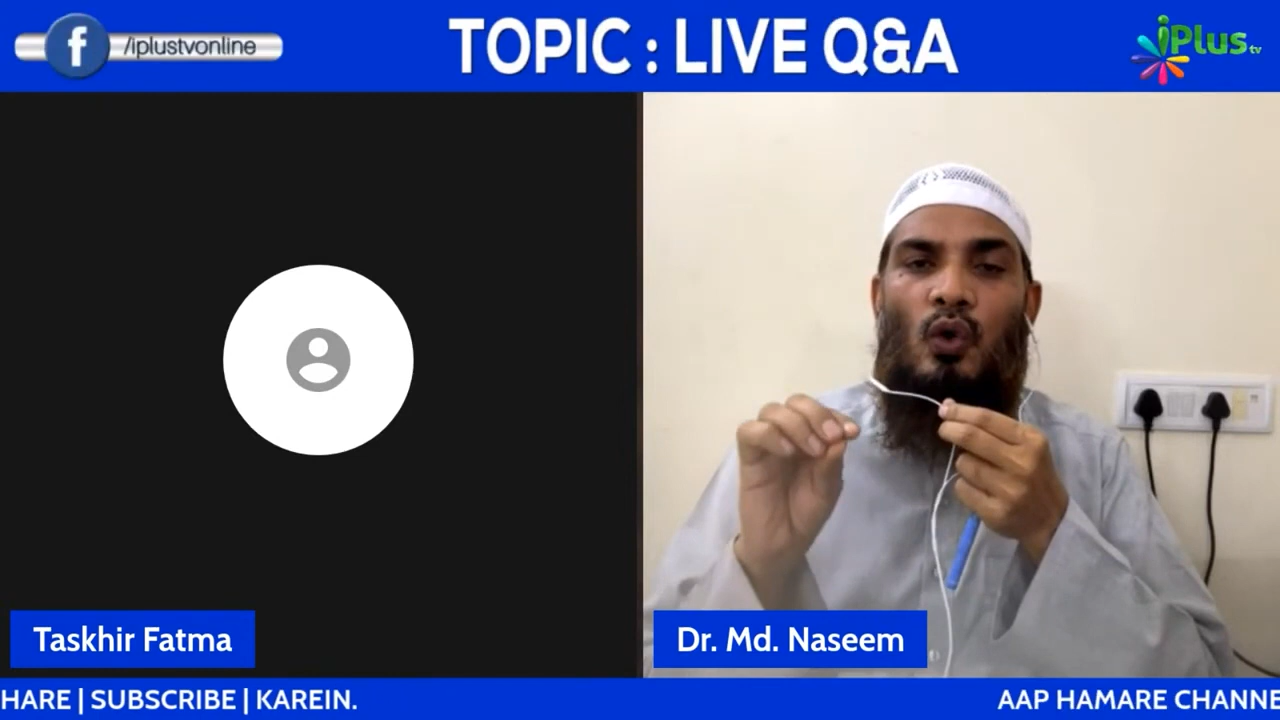 f /iplustvonline
TOPIC : LIVE Q&A
iPlus tv
Taskhir Fatma
Dr. Md. Naseem
HARE | SUBSCRIBE | KAREIN.
AAP HAMARE CHANNE